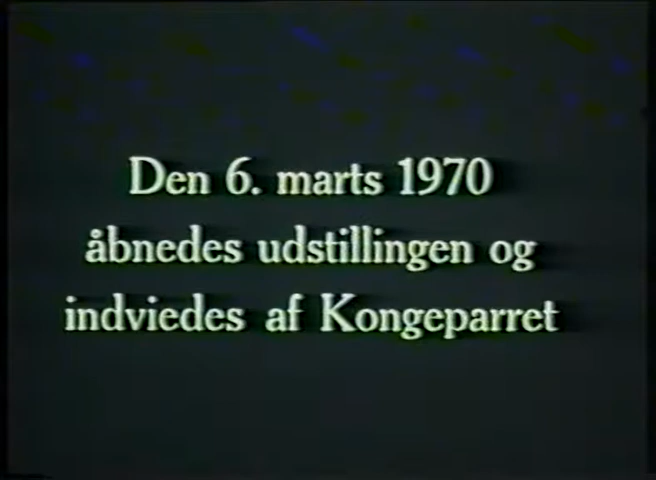 Den 6. marts 1970
åbnedes udstillingen og
indviedes af Kongeparret